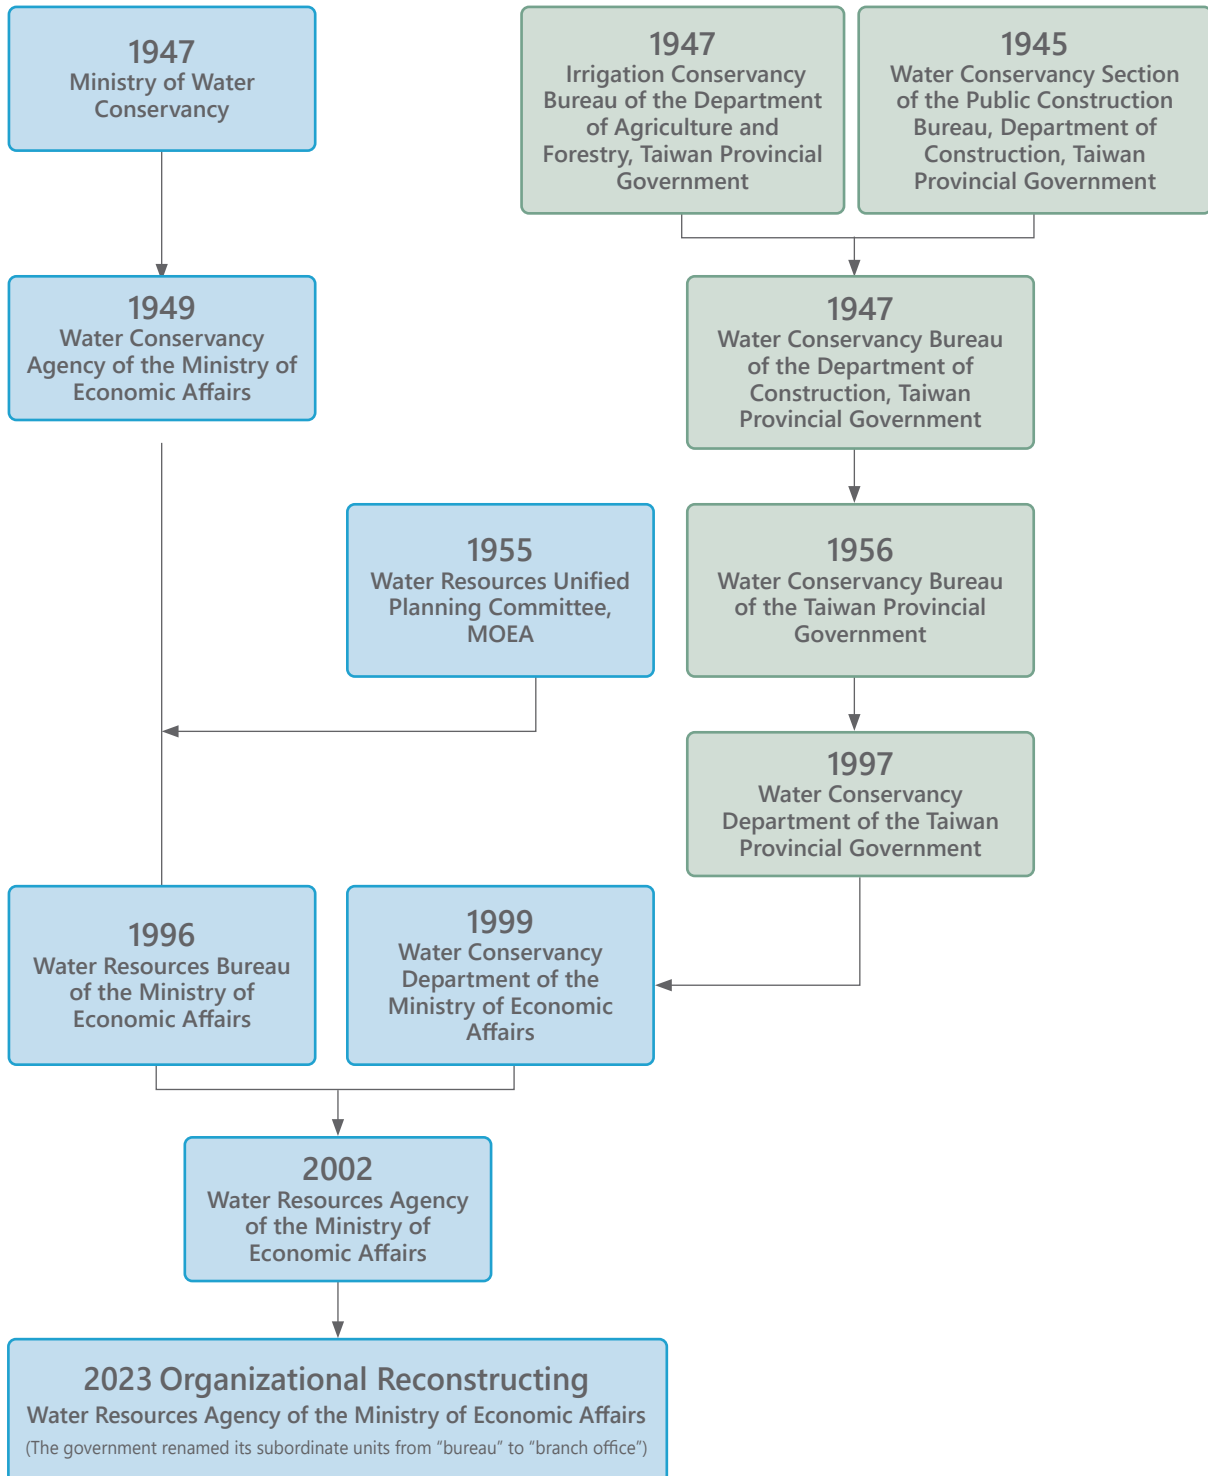 1947
Ministry of Water
Conservancy
1947
Irrigation Conservancy
Bureau of the Department
of Agriculture and
Forestry, Taiwan Provincial
Government
1945
Water Conservancy Section
of the Public Construction
Bureau, Department of
Construction, Taiwan
Provincial Government
1949
Water Conservancy
Agency of the Ministry of
Economic Affairs
1947
Water Conservancy Bureau
of the Department of
Construction, Taiwan
Provincial Government
1955
Water Resources Unified
Planning Committee,
MOEA
1956
Water Conservancy Bureau
of the Taiwan Provincial
Government
1997
Water Conservancy
Department of the Taiwan
Provincial Government
1996
Water Resources Bureau
of the Ministry of
Economic Affairs
1999
Water Conservancy
Department of the
Ministry of Economic
Affairs
2002
Water Resources Agency
of the Ministry of
Economic Affairs
2023 Organizational Reconstructing
Water Resources Agency of the Ministry of Economic Affairs
(The government renamed its subordinate units from “bureau” to “branch office”)